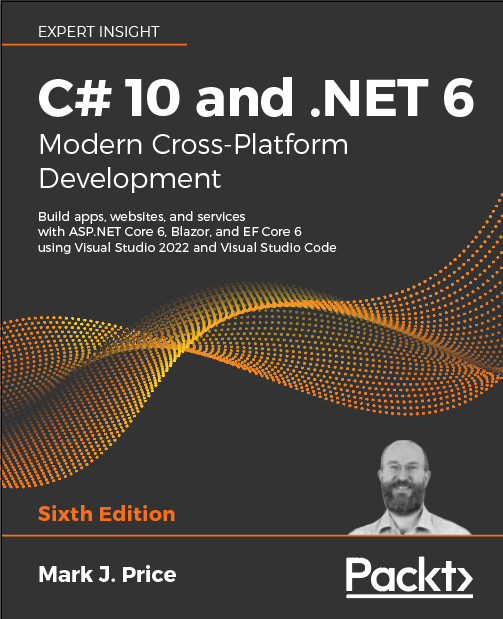 EXPERT INSIGHT
C# 10 and .NET 6
Modern Cross-Platform
Development
Build apps, websites, and services
with ASP.NET Core 6, Blazor, and EF Core 6
using Visual Studio 2022 and Visual Studio Code
Sixth Edition
Mark J. Price
Packt